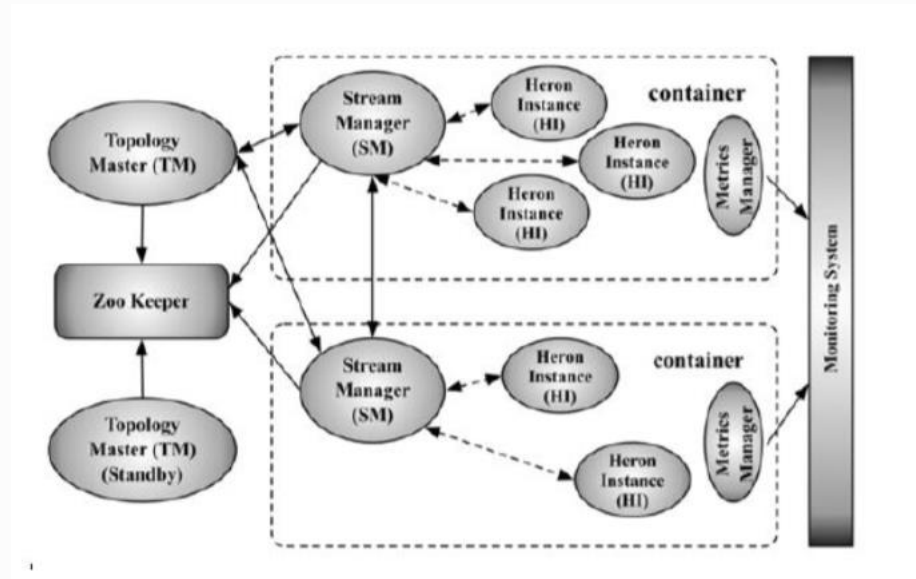 Topology
Master (TM)
Zoo Keeper
Topology
Master (TM)
(Standby)
Stream
Manager
(SM)
Heron
Instance
(HI)
Heron
Instance
(HI)
Heron
Instance
(HI)
container
Metrics
Manager
Stream
Manager
(SM)
Heron
Instance
(HI)
Heron
Instance
(HI)
container
Metrics
Manager
Monitoring System